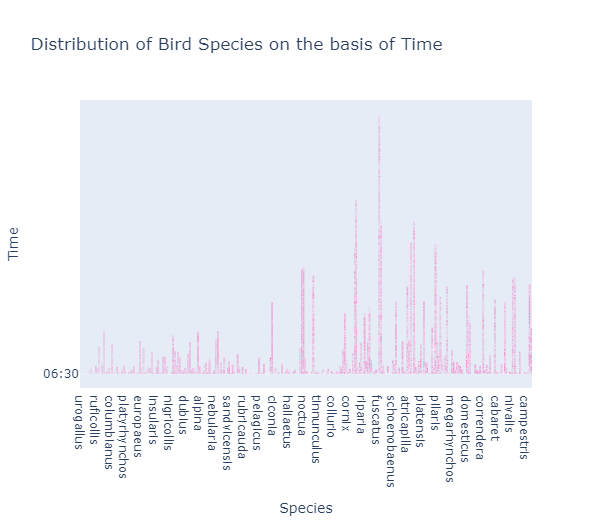 Distribution of Bird Species on the basis of Time
Time
06:30
urogallus
ruficollis
columbianus
platyrhynchos
europaeus
insularis
nigricollis
dubius
alpina
nebularia
sandvicensis
rubricauda
pelagicus
ciconia
haliaetus
noctua
tinnunculus
collurio
cornix
riparia
fuscatus
schoenobaenus
atricapilla
platensis
pilaris
megarhynchos
domesticus
correndera
cabaret
nivalis
campestris
Species